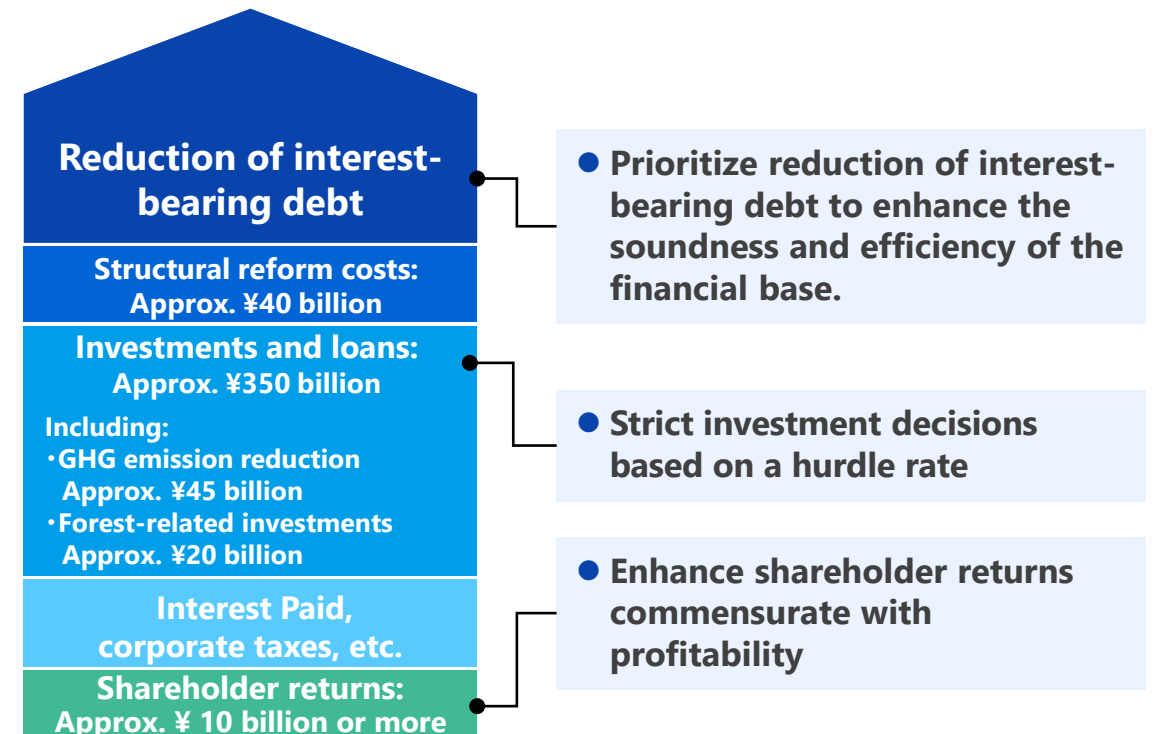 Reduction of interest-
bearing debt
Structural reform costs:
Approx. ¥40 billion
Investments and loans:
Approx. ¥350 billion
Including:
・GHG emission reduction
Approx. ¥45 billion
・Forest-related investments
Approx. ¥20 billion
Interest Paid,
corporate taxes, etc.
Shareholder returns:
Approx. ¥ 10 billion or more
● Prioritize reduction of interest-
bearing debt to enhance the
soundness and efficiency of the
financial base.
● Strict investment decisions
based on a hurdle rate
● Enhance shareholder returns
commensurate with
profitability